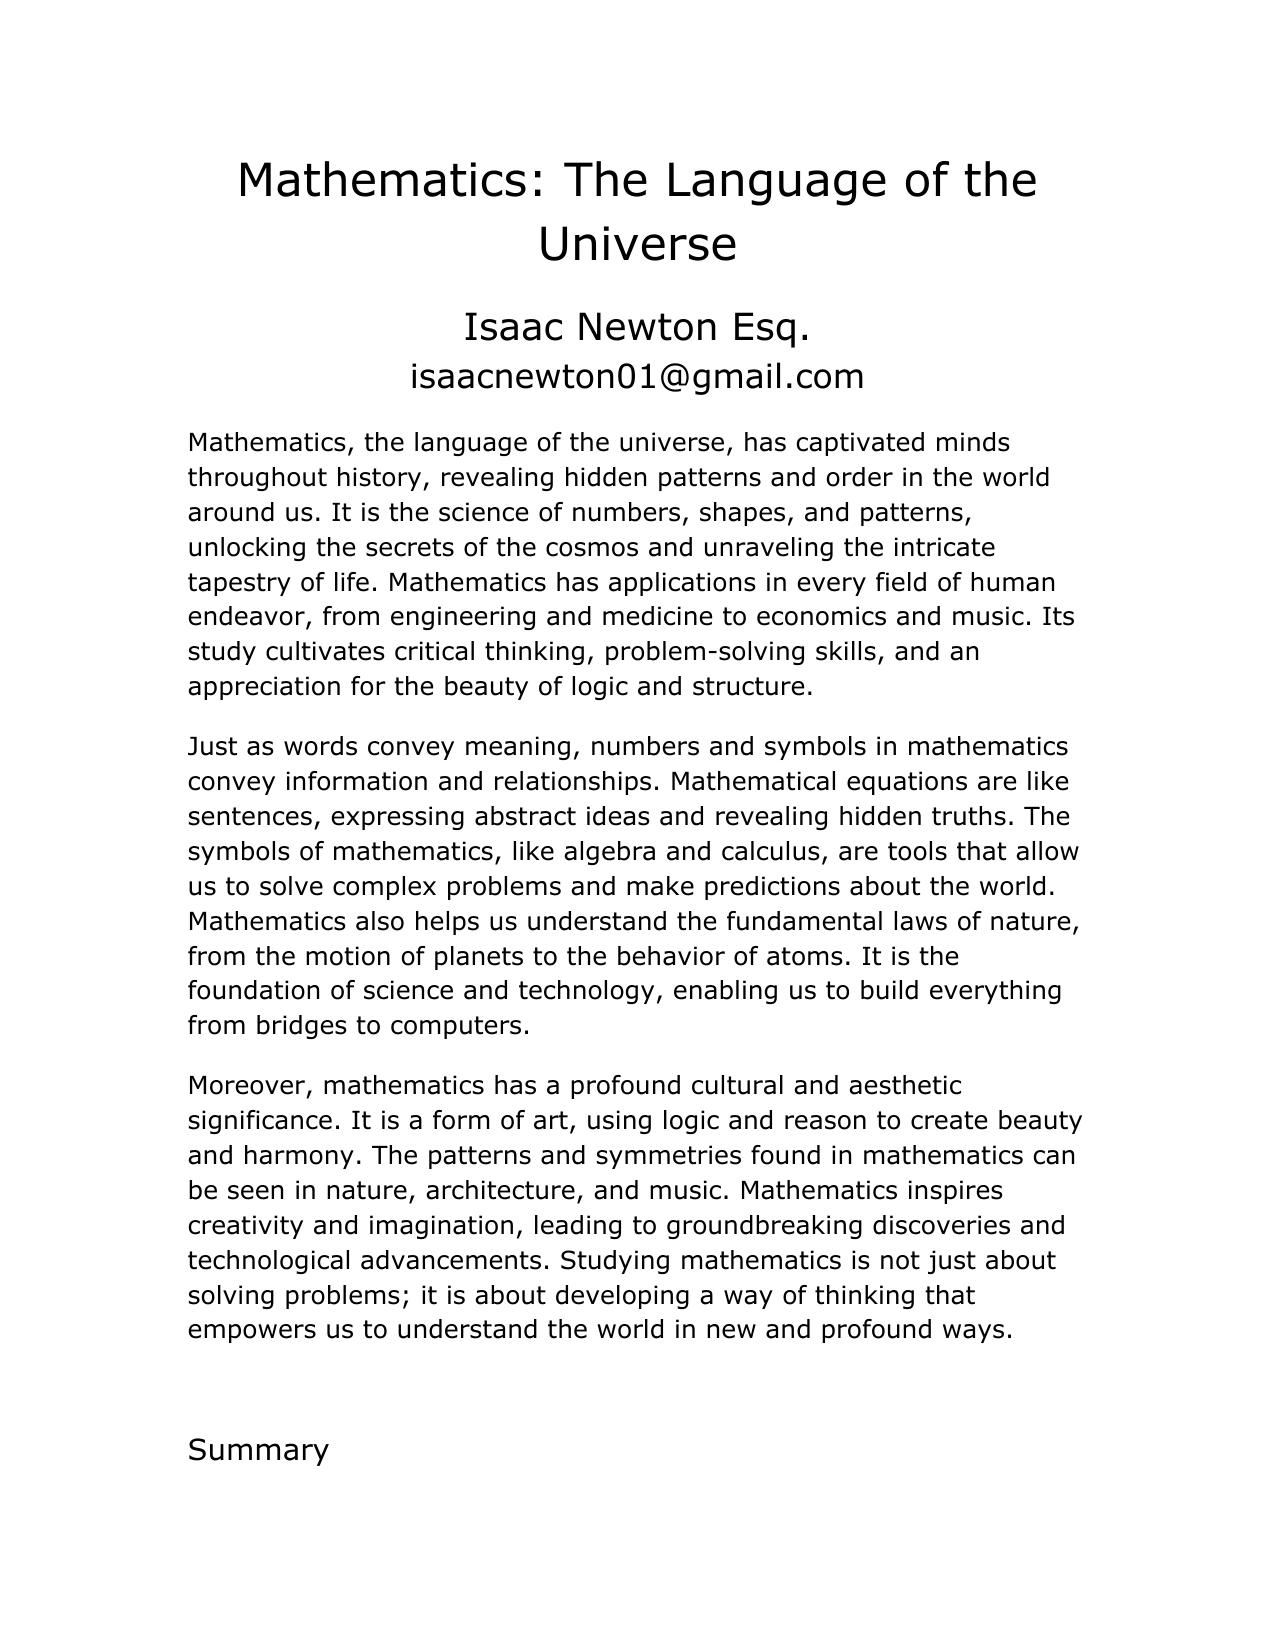 Mathematics: The Language of the
Universe
Isaac Newton Esq.
isaacnewton01@gmail.com
Mathematics, the language of the universe, has captivated minds
throughout history, revealing hidden patterns and order in the world
around us. It is the science of numbers, shapes, and patterns,
unlocking the secrets of the cosmos and unraveling the intricate
tapestry of life. Mathematics has applications in every field of human
endeavor, from engineering and medicine to economics and music. Its
study cultivates critical thinking, problem-solving skills, and an
appreciation for the beauty of logic and structure.
Just as words convey meaning, numbers and symbols in mathematics
convey information and relationships. Mathematical equations are like
sentences, expressing abstract ideas and revealing hidden truths. The
symbols of mathematics, like algebra and calculus, are tools that allow
us to solve complex problems and make predictions about the world.
Mathematics also helps us understand the fundamental laws of nature,
from the motion of planets to the behavior of atoms. It is the
foundation of science and technology, enabling us to build everything
from bridges to computers.
Moreover, mathematics has a profound cultural and aesthetic
significance. It is a form of art, using logic and reason to create beauty
and harmony. The patterns and symmetries found in mathematics can
be seen in nature, architecture, and music. Mathematics inspires
creativity and imagination, leading to groundbreaking discoveries and
technological advancements. Studying mathematics is not just about
solving problems; it is about developing a way of thinking that
empowers us to understand the world in new and profound ways.
Summary